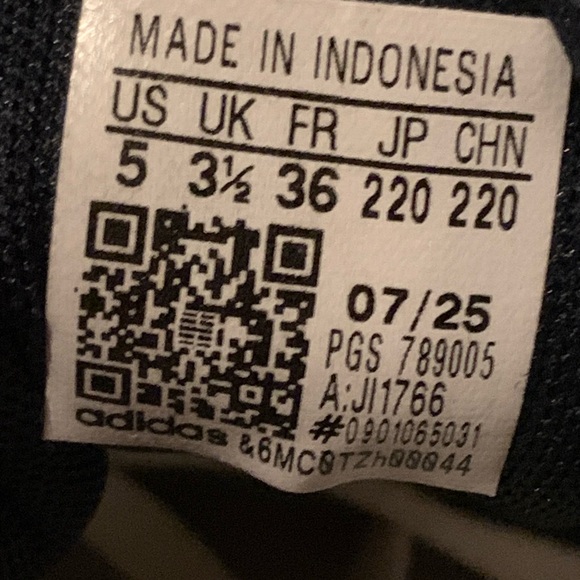 MADE IN INDONESIA
US UK FR JP CHN
5 3½ 36 220 220
07/25
PGS 789005
A:JI1766
#0901065031
adidas &6MC0TZh00044